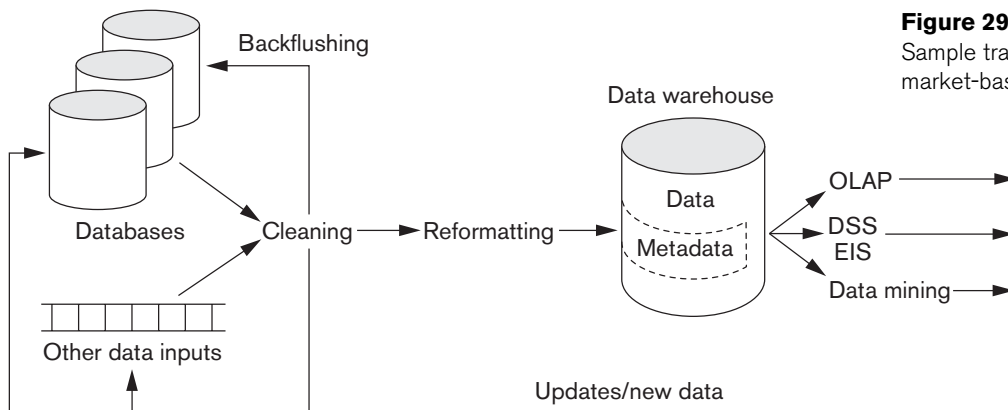 Figure 29
Sample tra
market-bas
Backflushing
Data warehouse
Databases
Cleaning
Reformatting
Data
Metadata
OLAP
DSS
EIS
Data mining
Other data inputs
Updates/new data